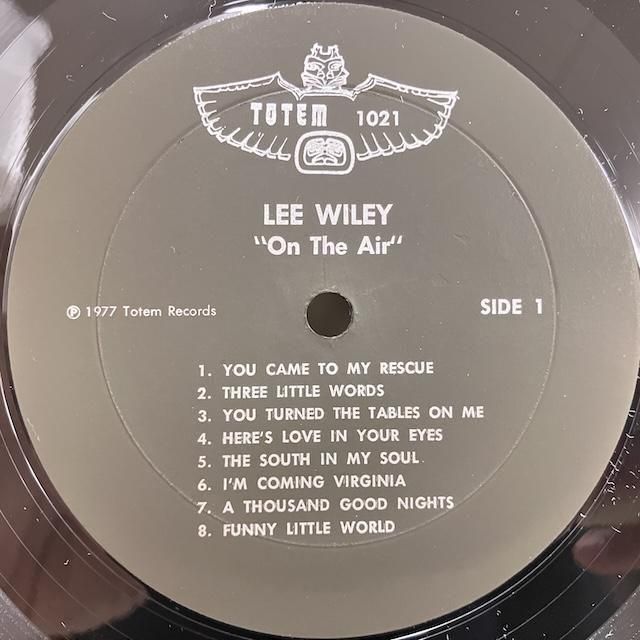 TOTEM 1021
LEE WILEY
"On The Air"
℗ 1977 Totem Records
SIDE 1
1. YOU CAME TO MY RESCUE
2. THREE LITTLE WORDS
3. YOU TURNED THE TABLES ON ME
4. HERE'S LOVE IN YOUR EYES
5. THE SOUTH IN MY SOUL
6. I'M COMING VIRGINIA
7. A THOUSAND GOOD NIGHTS
8. FUNNY LITTLE WORLD